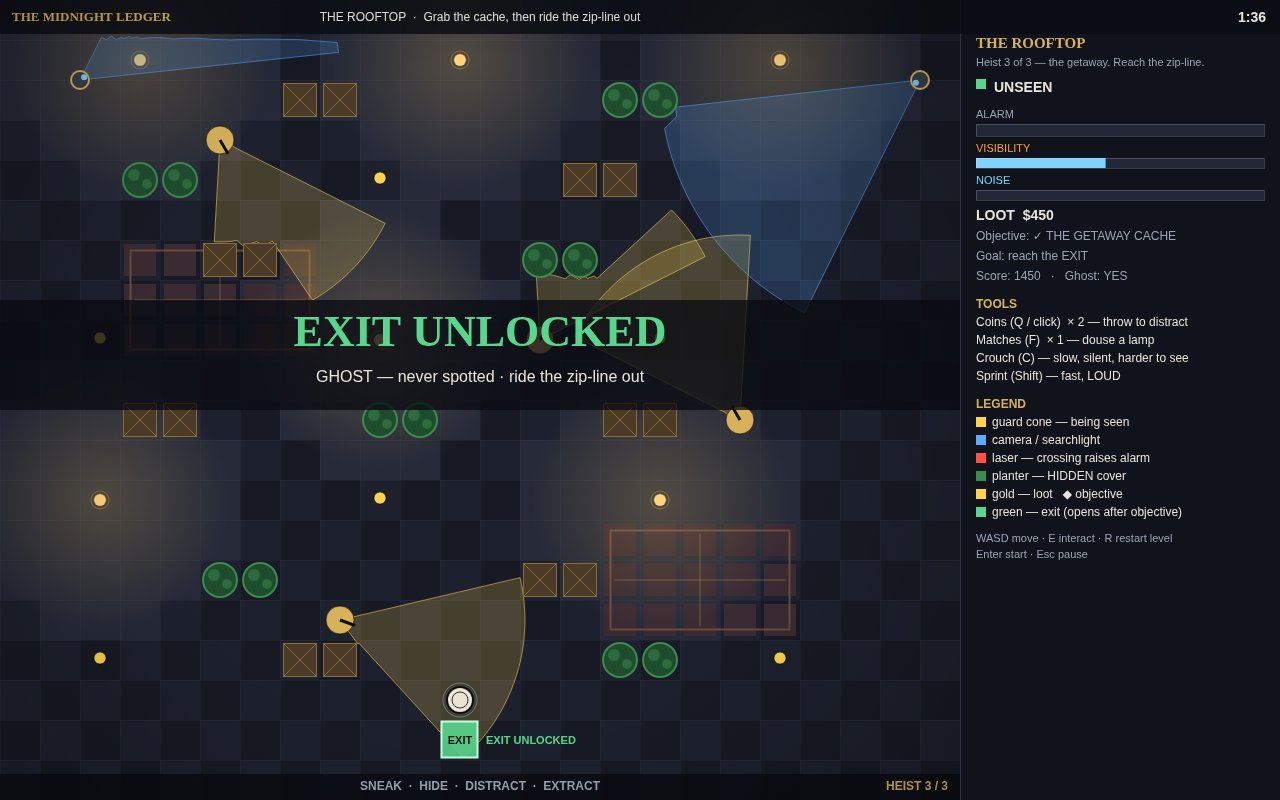 THE MIDNIGHT LEDGER
THE ROOFTOP · Grab the cache, then ride the zip-line out
1:36
THE ROOFTOP
Heist 3 of 3 — the getaway. Reach the zip-line.
UNSEEN
ALARM
VISIBILITY
NOISE
LOOT $450
Objective: ✓ THE GETAWAY CACHE
Goal: reach the EXIT
Score: 1450 · Ghost: YES
TOOLS
Coins (Q / click) × 2 — throw to distract
Matches (F) × 1 — douse a lamp
Crouch (C) — slow, silent, harder to see
Sprint (Shift) — fast, LOUD
LEGEND
guard cone — being seen
camera / searchlight
laser — crossing raises alarm
planter — HIDDEN cover
gold — loot ◆ objective
green — exit (opens after objective)
WASD move · E interact · R restart level
Enter start · Esc pause
EXIT UNLOCKED
GHOST — never spotted · ride the zip-line out
EXIT
EXIT UNLOCKED
SNEAK · HIDE · DISTRACT · EXTRACT
HEIST 3 / 3